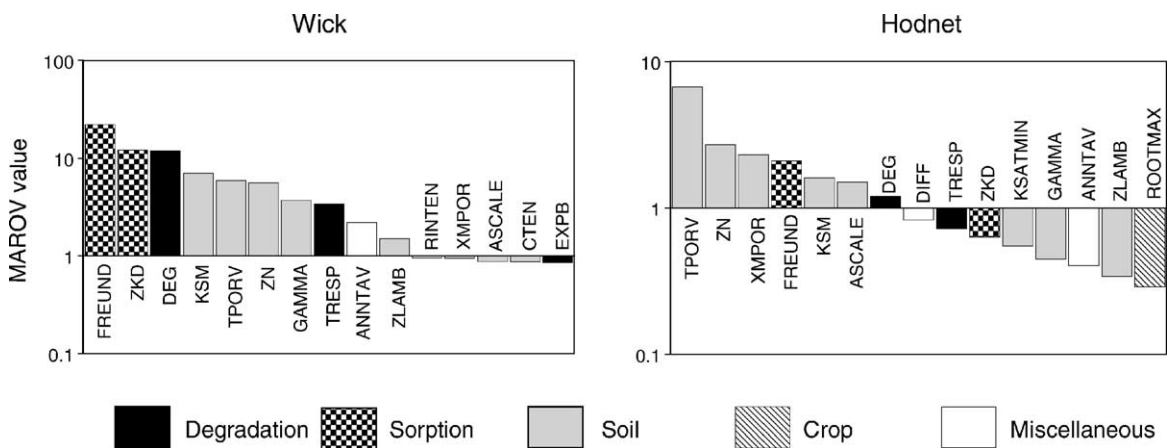 Wick
Hodnet
MAROV value
100
10
1
0.1
FREUND
ZKD
DEG
KSM
TPORV
ZN
GAMMA
TRESP
ANNTAV
ZLAMB
RINTEN
XMPOR
ASCALE
CTEN
EXPB
10
1
0.1
TPORV
ZN
XMPOR
FREUND
KSM
ASCALE
DEG
DIFF
TRESP
ZKD
KSATMIN
GAMMA
ANNTAV
ZLAMB
ROOTMAX
Degradation
Sorption
Soil
Crop
Miscellaneous